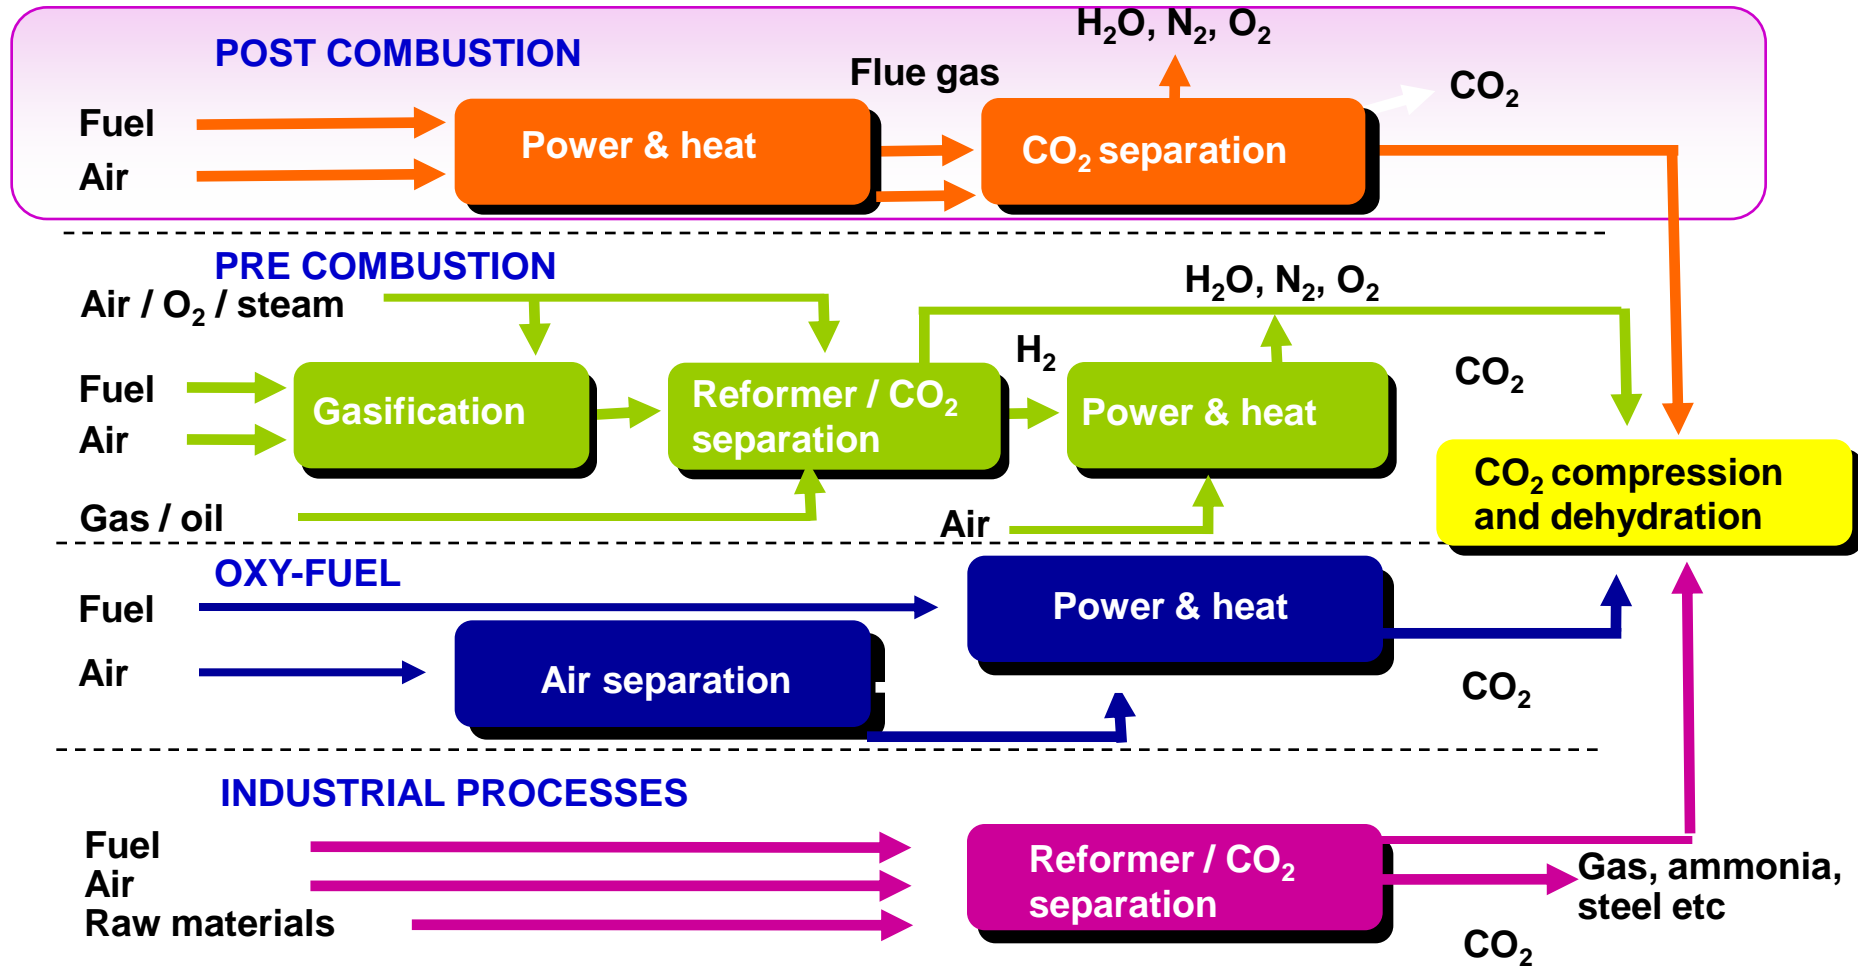 POST COMBUSTION
H₂O, N₂, O₂
Flue gas
CO₂
Fuel
Air
Power & heat
CO₂ separation
PRE COMBUSTION
Air / O₂ / steam
H₂O, N₂, O₂
H₂
CO₂
Fuel
Air
Gasification
Reformer / CO₂
separation
Power & heat
Gas / oil
Air
CO₂ compression
and dehydration
OXY-FUEL
Fuel
Air
Air separation
Power & heat
CO₂
INDUSTRIAL PROCESSES
Fuel
Air
Raw materials
Reformer / CO₂
separation
Gas, ammonia,
steel etc
CO₂